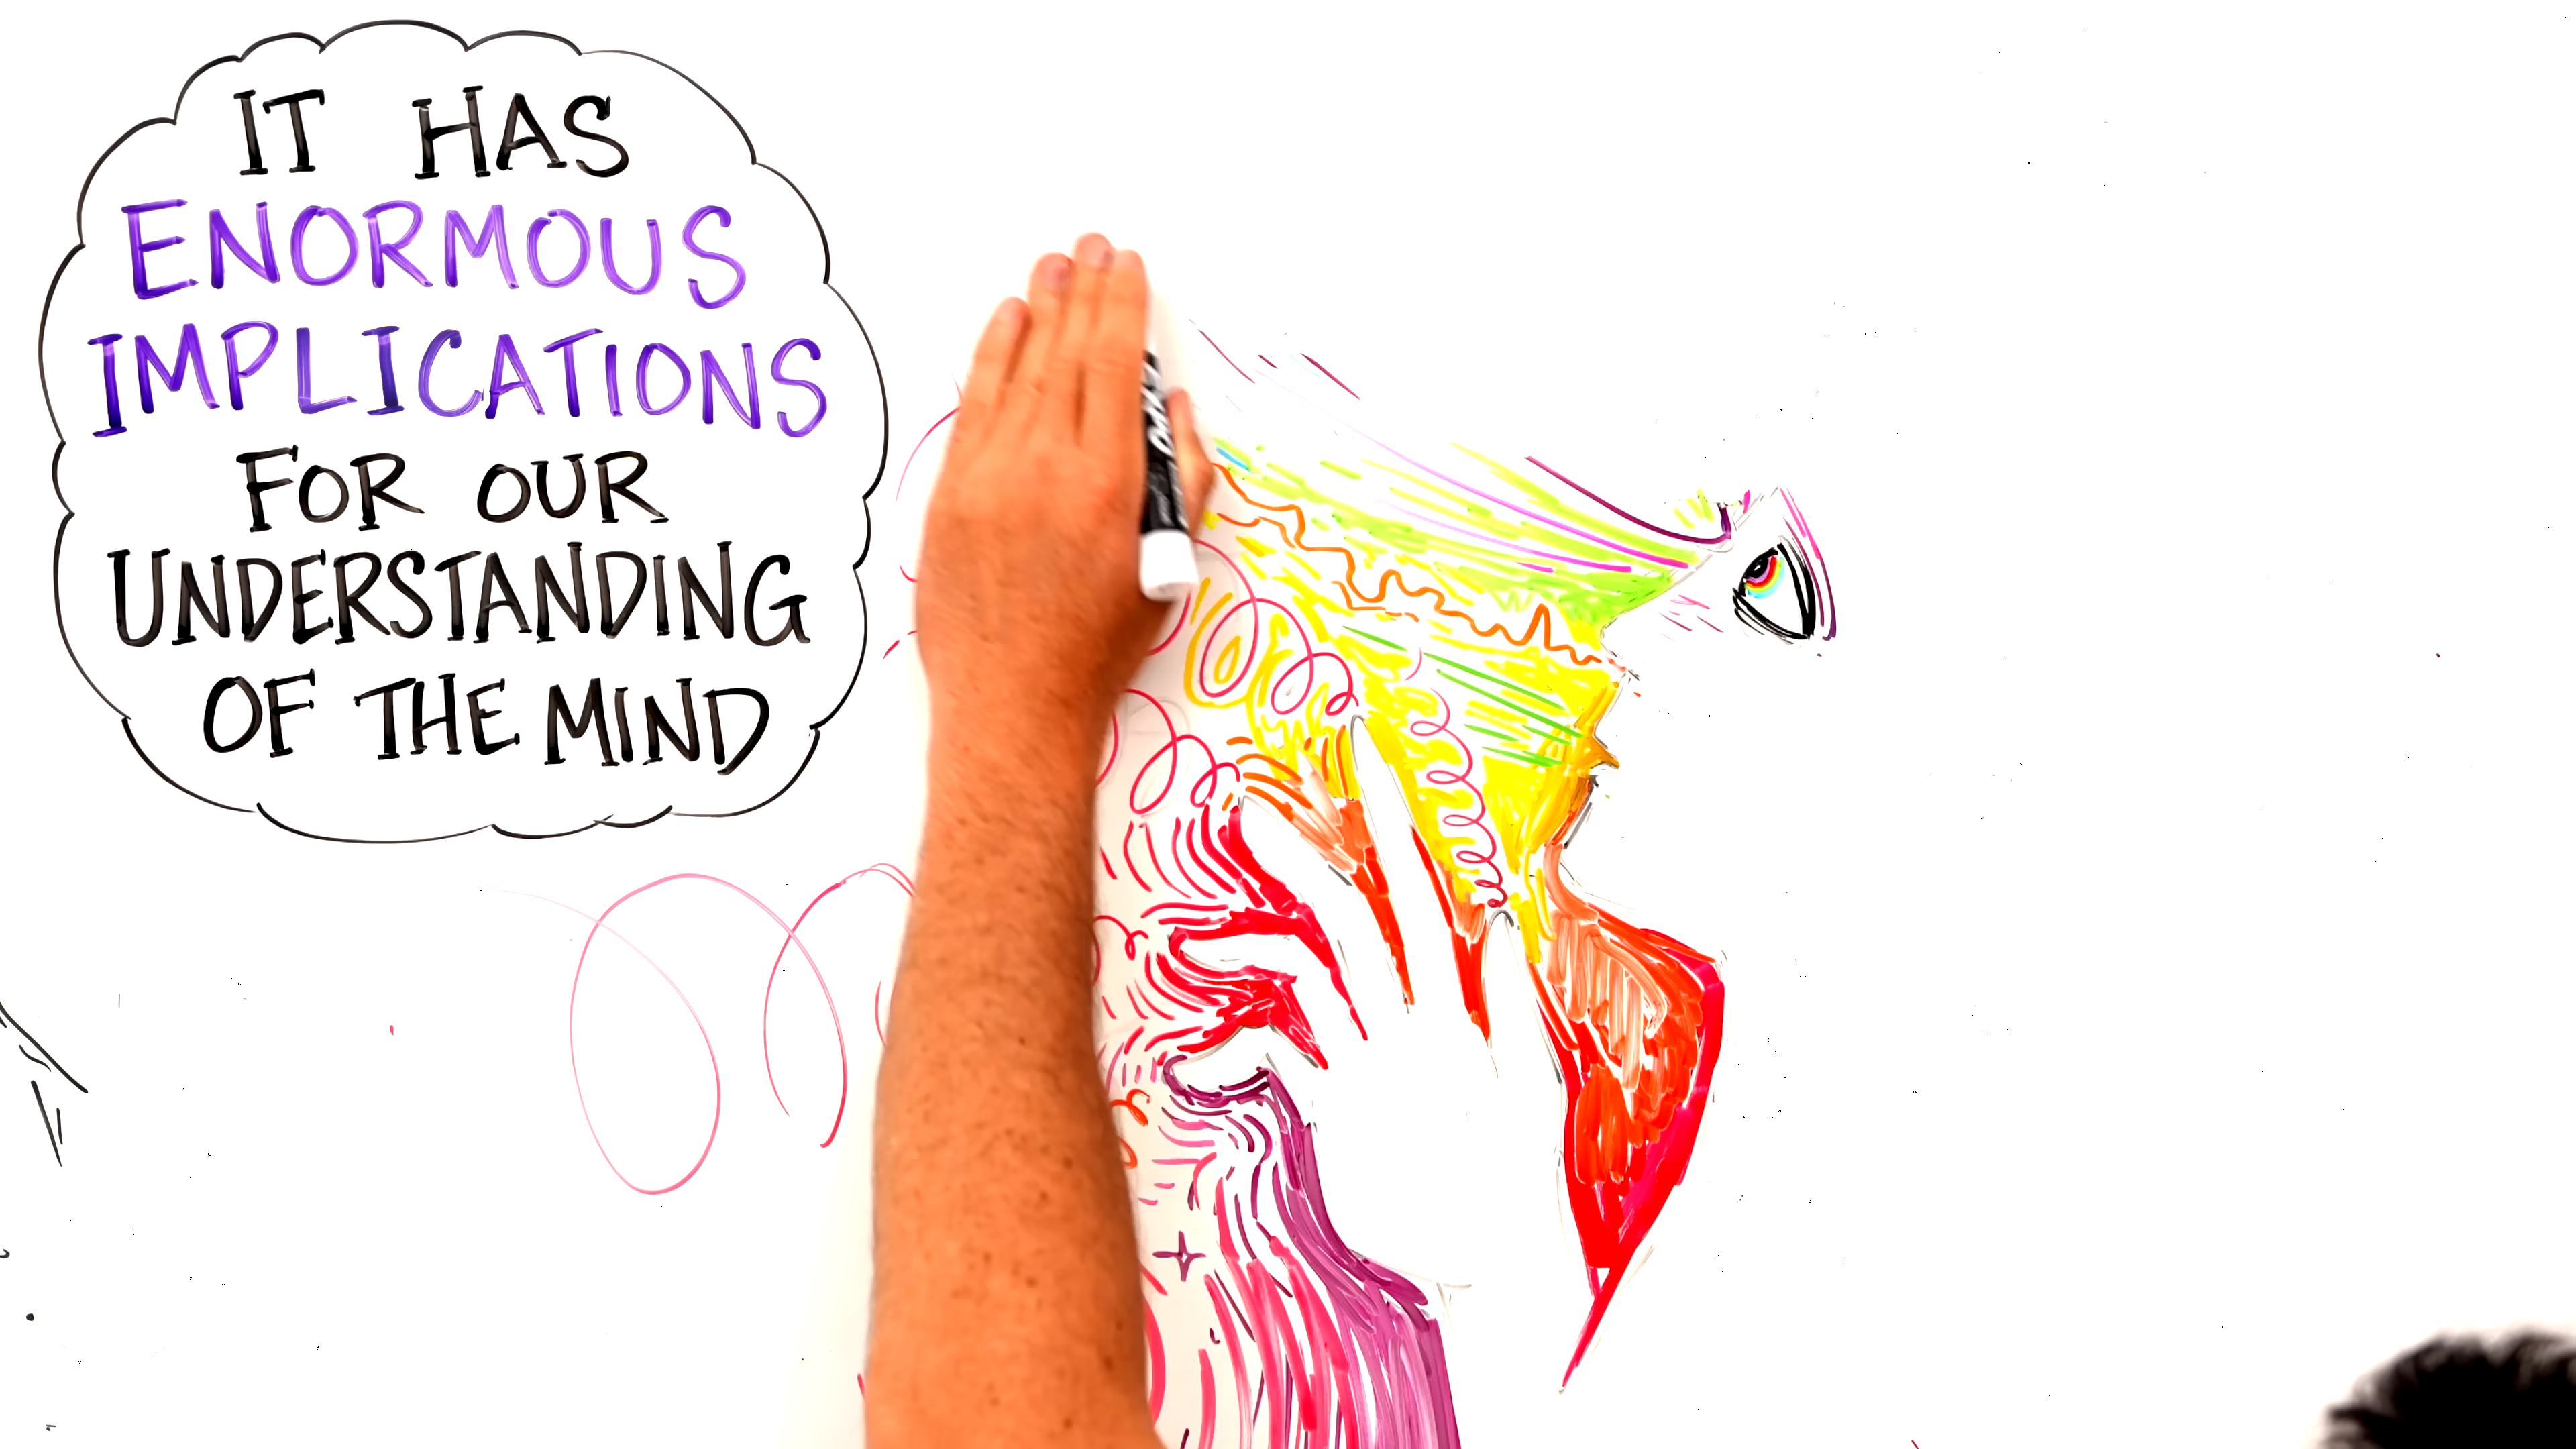 IT HAS
ENORMOUS
IMPLICATIONS
FOR OUR
UNDERSTANDING
OF THE MIND